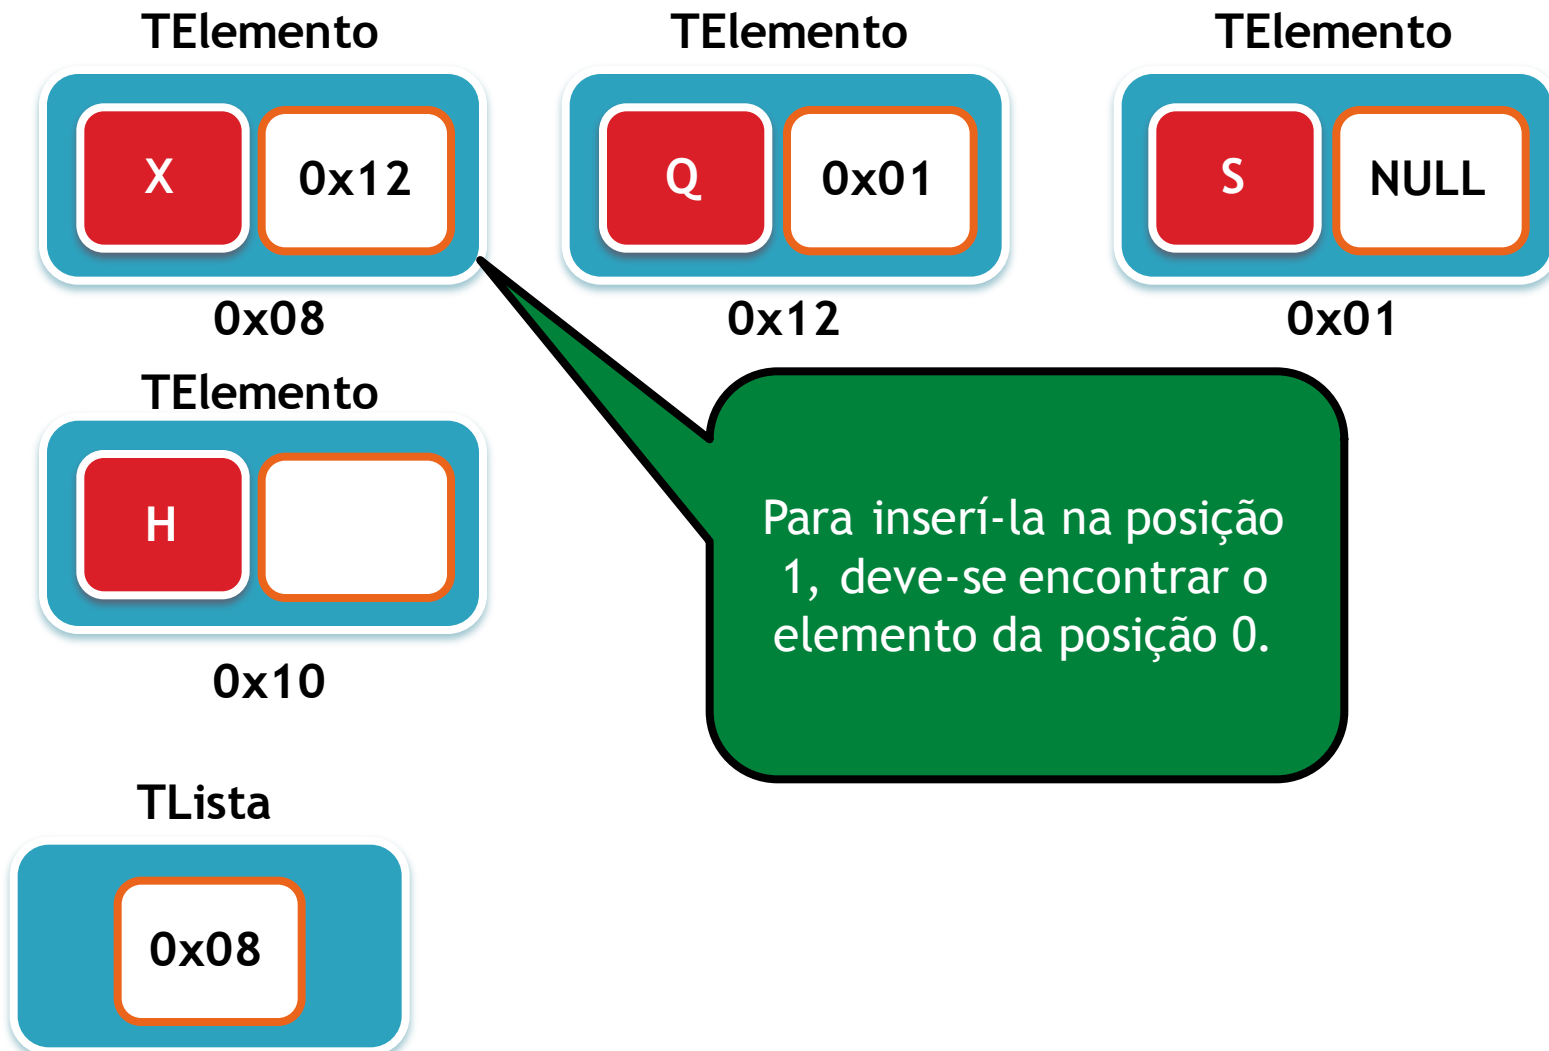 TElemento TElemento TElemento
X 0x12 Q 0x01 S NULL
0x08 0x12 0x01
TElemento
H
0x10
Para inserí-la na posição
1, deve-se encontrar o
elemento da posição 0.
TLista
0x08